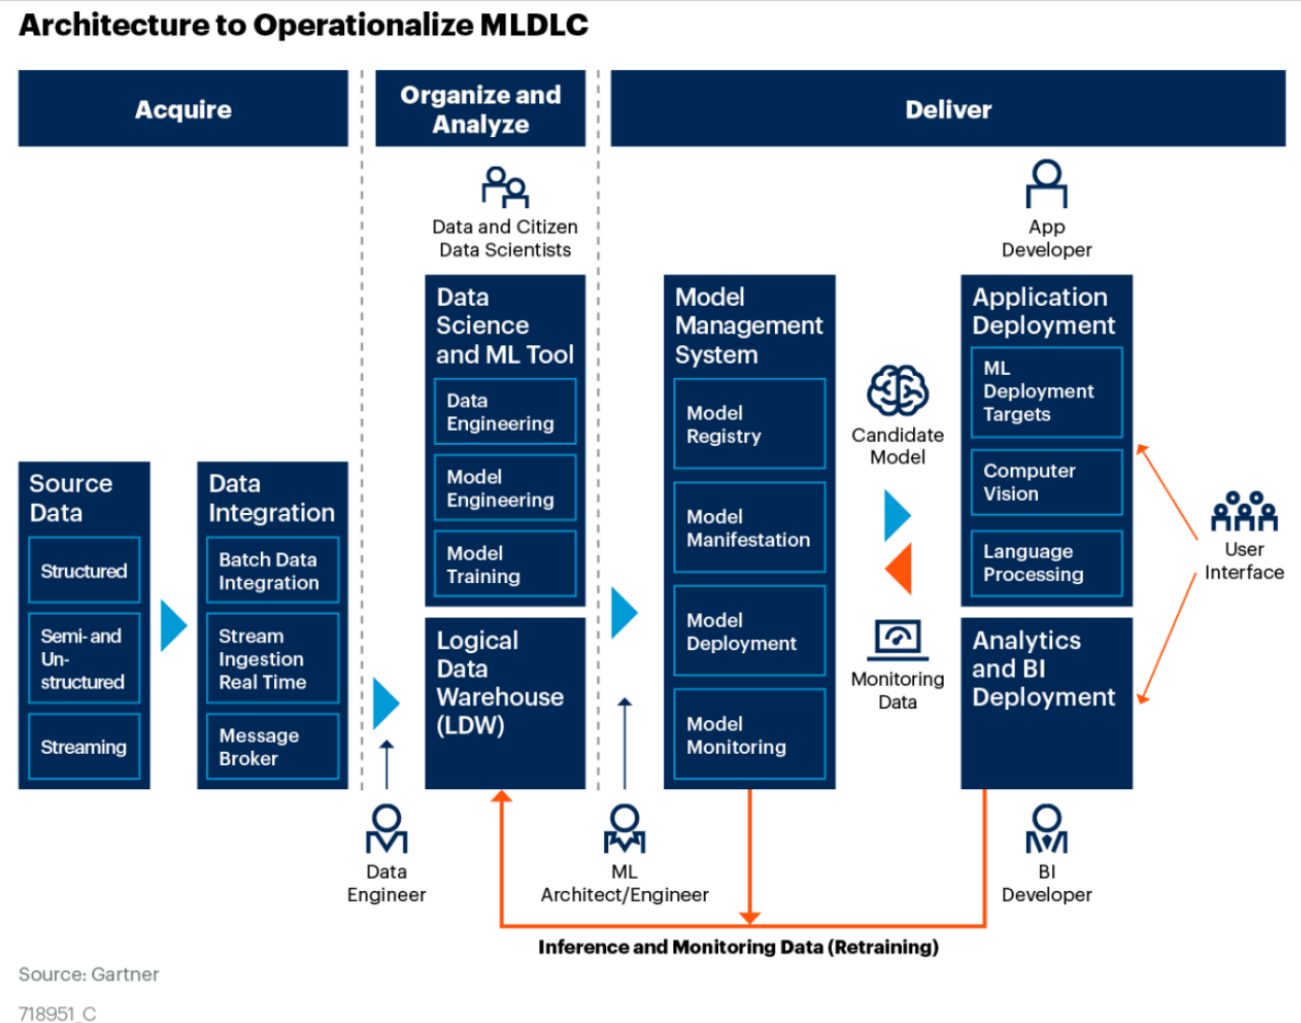 Architecture to Operationalize MLDLC
Acquire
Organize and
Analyze
Deliver
Data and Citizen
Data Scientists
App
Developer
Source
Data
Structured
Semi- and
Un-
structured
Streaming
Data
Integration
Batch Data
Integration
Stream
Ingestion
Real Time
Message
Broker
Data
Science
and ML Tool
Data
Engineering
Model
Engineering
Model
Training
Logical
Data
Warehouse
(LDW)
Model
Management
System
Model
Registry
Model
Manifestation
Model
Deployment
Model
Monitoring
Candidate
Model
Monitoring
Data
Application
Deployment
ML
Deployment
Targets
Computer
Vision
Language
Processing
Analytics
and BI
Deployment
User
Interface
Data
Engineer
ML
Architect/Engineer
BI
Developer
Inference and Monitoring Data (Retraining)
Source: Gartner
718951_C